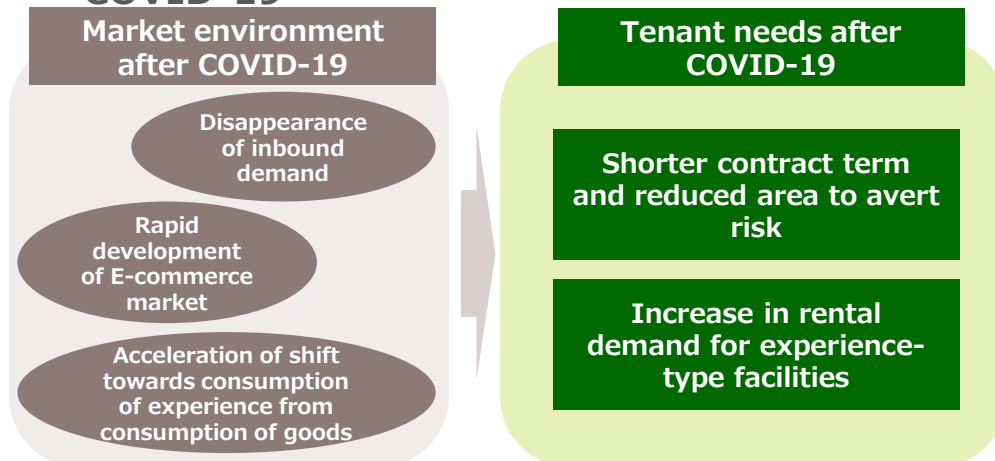 COVID-19
Market environment
after COVID-19
Disappearance
of inbound
demand
Rapid
development
of E-commerce
market
Acceleration of shift
towards consumption
of experience from
consumption of goods
Tenant needs after
COVID-19
Shorter contract term
and reduced area to avert
risk
Increase in rental
demand for experience-
type facilities